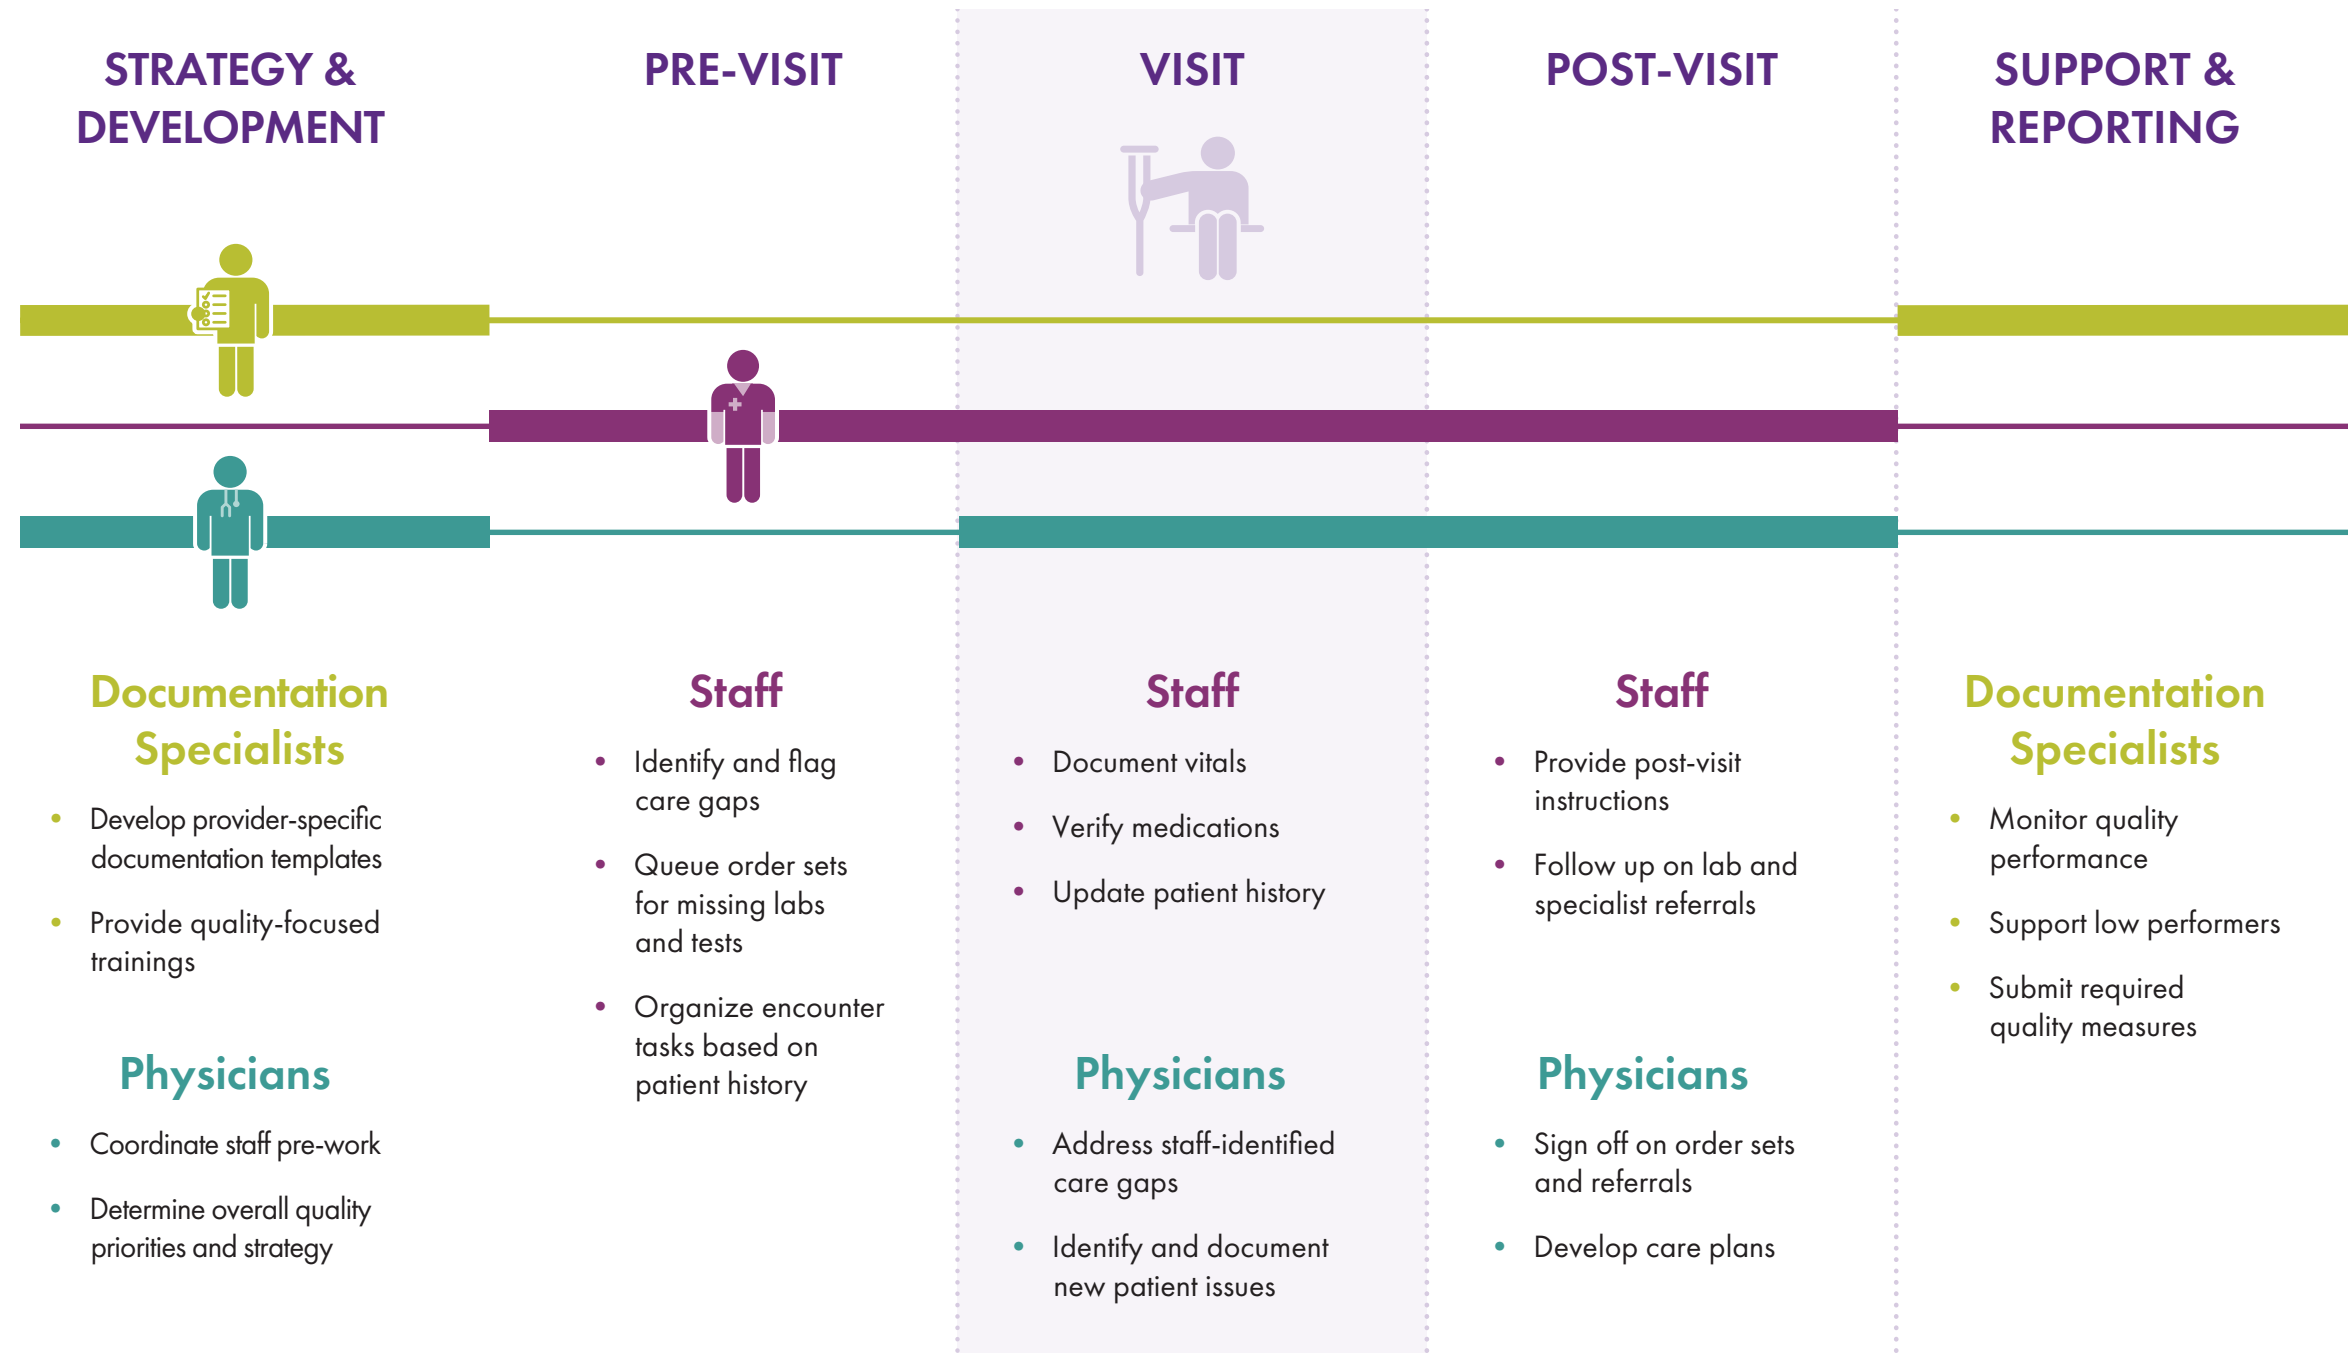 STRATEGY &
DEVELOPMENT
PRE-VISIT
VISIT
POST-VISIT
SUPPORT &
REPORTING
Documentation
Specialists
• Develop provider-specific
documentation templates
• Provide quality-focused
trainings
Physicians
• Coordinate staff pre-work
• Determine overall quality
priorities and strategy
Staff
• Identify and flag
care gaps
• Queue order sets
for missing labs
and tests
• Organize encounter
tasks based on
patient history
Staff
• Document vitals
• Verify medications
• Update patient history
Physicians
• Address staff-identified
care gaps
• Identify and document
new patient issues
Staff
• Provide post-visit
instructions
• Follow up on lab and
specialist referrals
Physicians
• Sign off on order sets
and referrals
• Develop care plans
Documentation
Specialists
• Monitor quality
performance
• Support low performers
• Submit required
quality measures